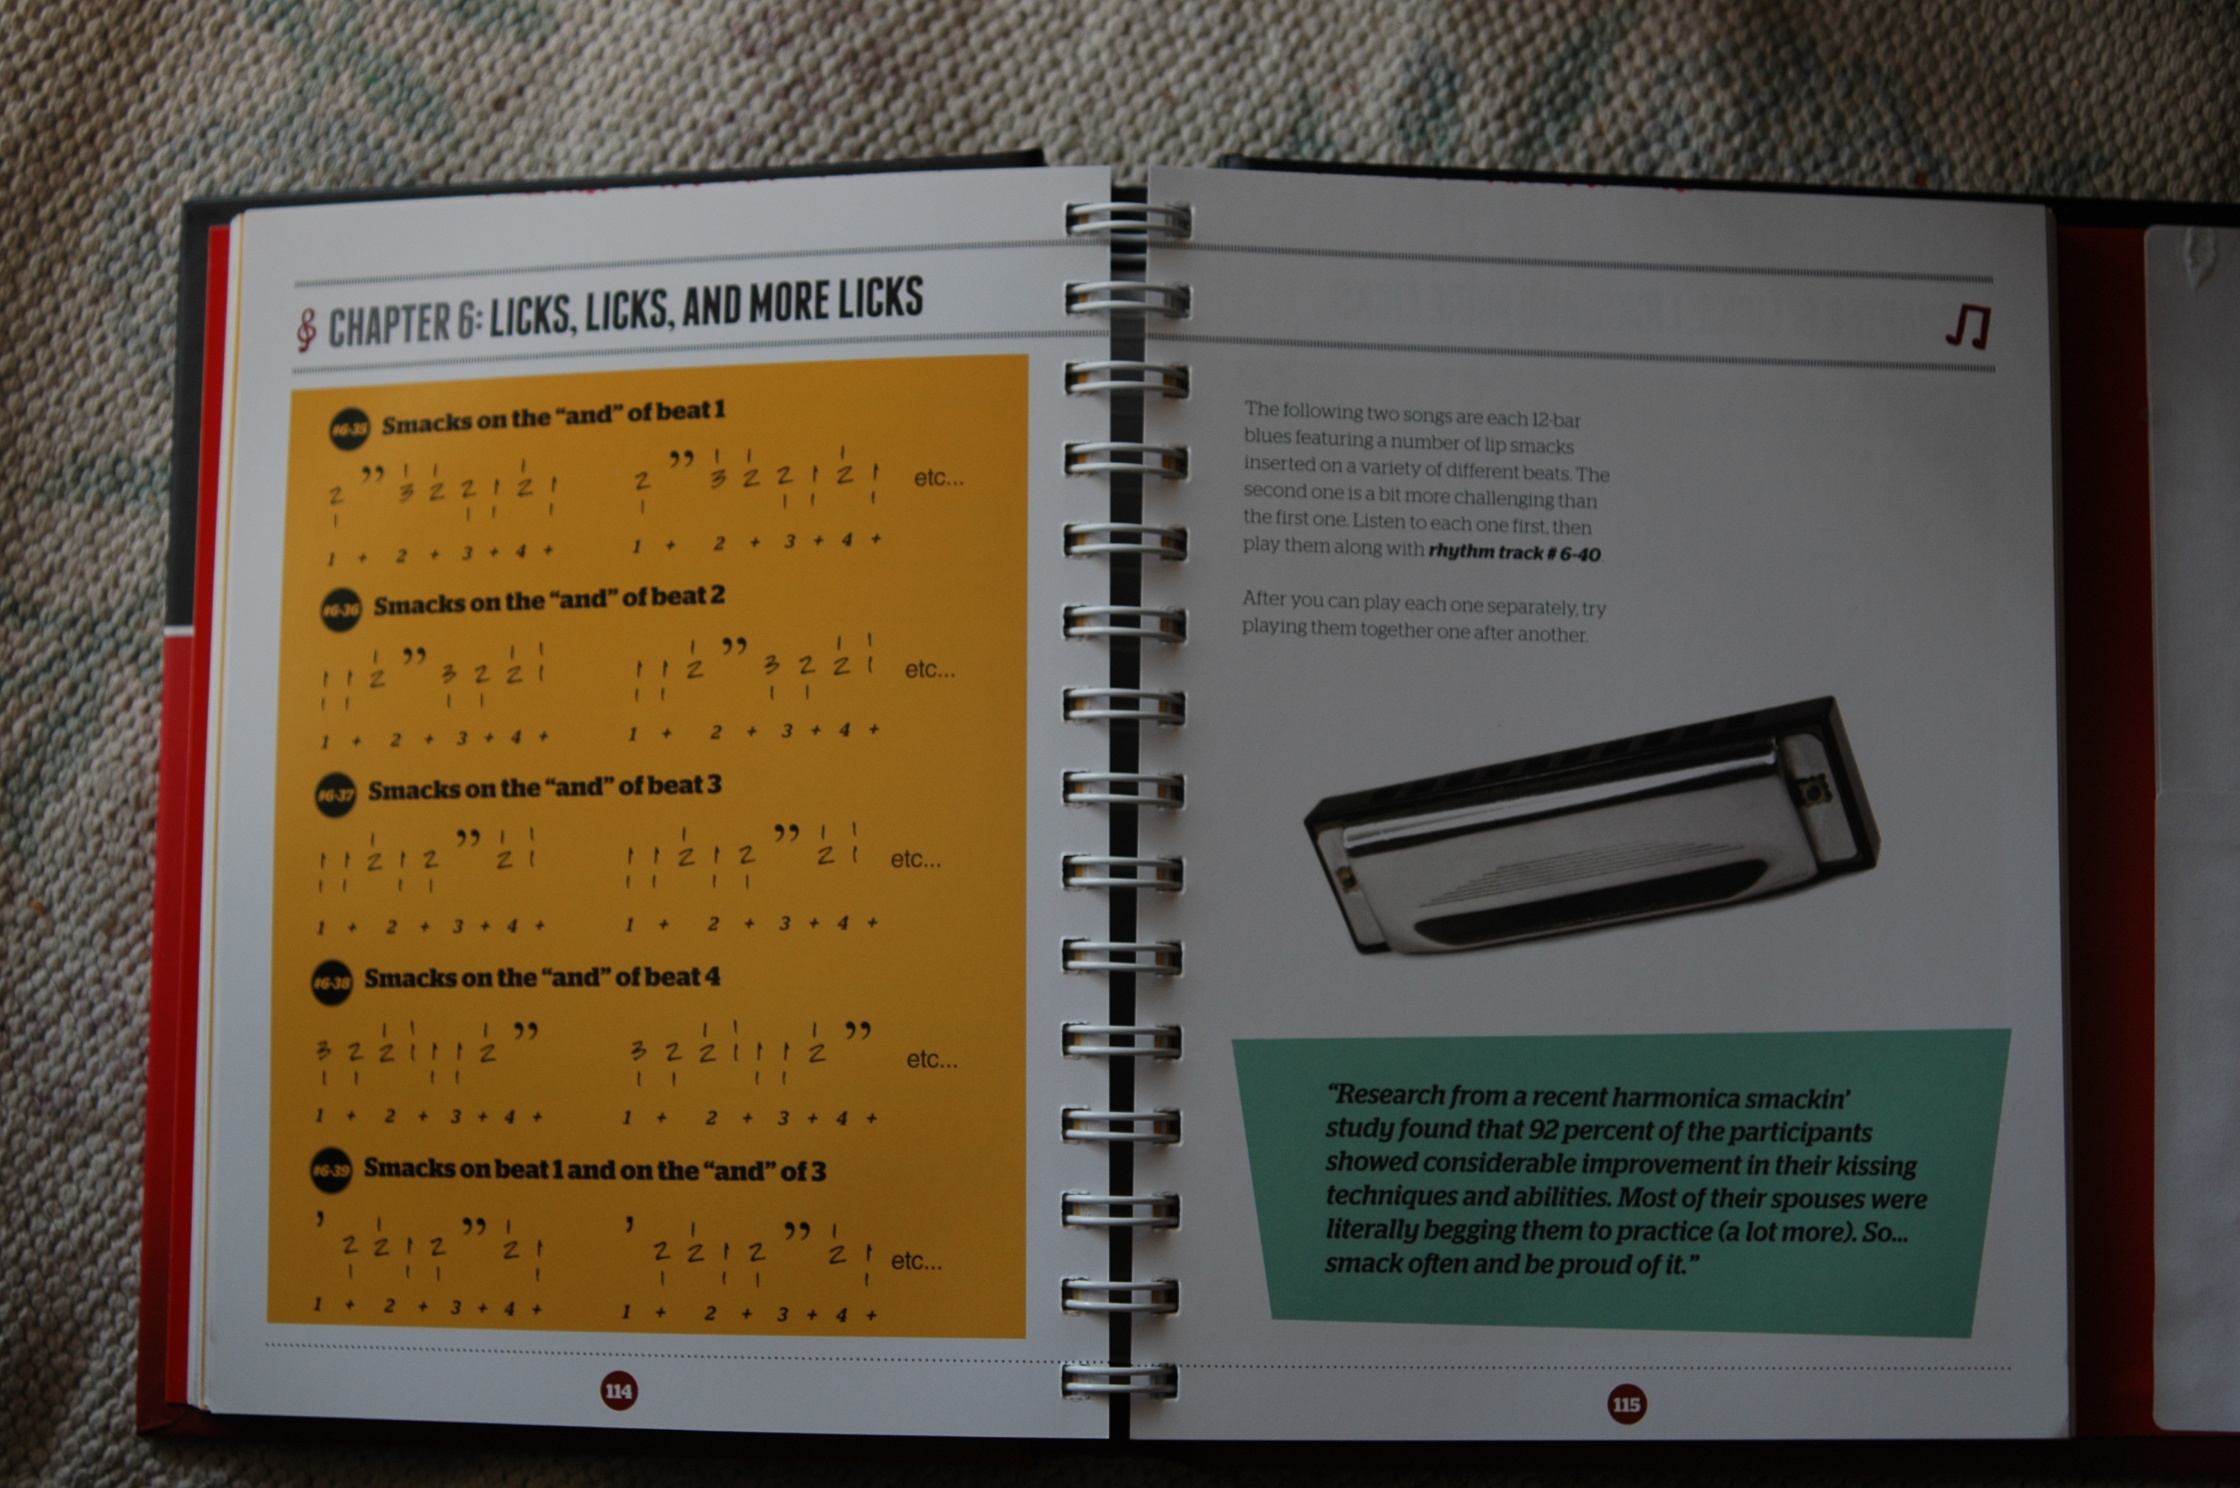 CHAPTER 6: LICKS, LICKS, AND MORE LICKS
#6-35 Smacks on the “and” of beat 1
etc...
1 + 2 + 3 + 4 + 1 + 2 + 3 + 4 +
#6-36 Smacks on the “and” of beat 2
etc...
1 + 2 + 3 + 4 + 1 + 2 + 3 + 4 +
#6-37 Smacks on the “and” of beat 3
etc...
1 + 2 + 3 + 4 + 1 + 2 + 3 + 4 +
#6-38 Smacks on the “and” of beat 4
etc...
1 + 2 + 3 + 4 + 1 + 2 + 3 + 4 +
#6-39 Smacks on beat 1 and on the “and” of 3
etc...
1 + 2 + 3 + 4 + 1 + 2 + 3 + 4 +
114
The following two songs are each 12-bar
blues featuring a number of lip smacks
inserted on a variety of different beats. The
second one is a bit more challenging than
the first one. Listen to each one first, then
play them along with rhythm track # 6-40.
After you can play each one separately, try
playing them together one after another.
“Research from a recent harmonica smackin’
study found that 92 percent of the participants
showed considerable improvement in their kissing
techniques and abilities. Most of their spouses were
literally begging them to practice (a lot more). So...
smack often and be proud of it.”
115